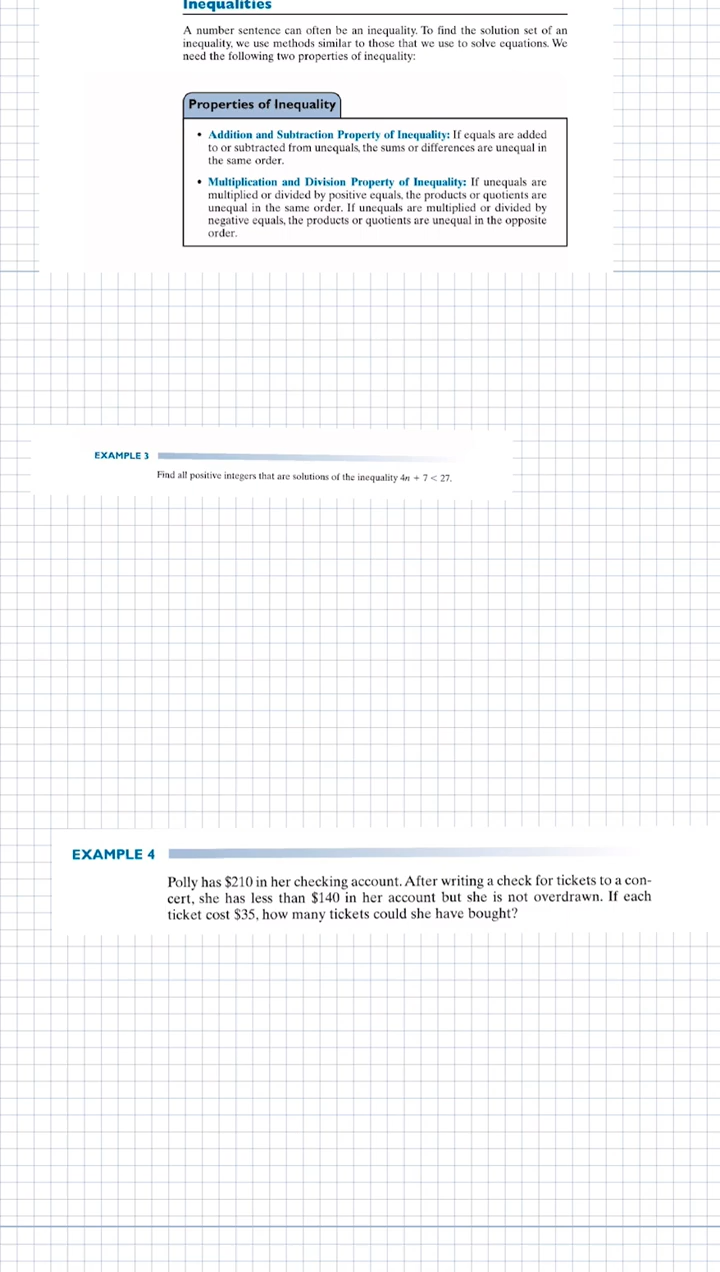 Inequalities
A number sentence can often be an inequality. To find the solution set of an
inequality, we use methods similar to those that we use to solve equations. We
need the following two properties of inequality:
Properties of Inequality
• Addition and Subtraction Property of Inequality: If equals are added
to or subtracted from unequals, the sums or differences are unequal in
the same order.
• Multiplication and Division Property of Inequality: If unequals are
multiplied or divided by positive equals, the products or quotients are
unequal in the same order. If unequals are multiplied or divided by
negative equals, the products or quotients are unequal in the opposite
order.
EXAMPLE 3
Find all positive integers that are solutions of the inequality 4n + 7 < 27.
EXAMPLE 4
Polly has $210 in her checking account. After writing a check for tickets to a con-
cert, she has less than $140 in her account but she is not overdrawn. If each
ticket cost $35, how many tickets could she have bought?